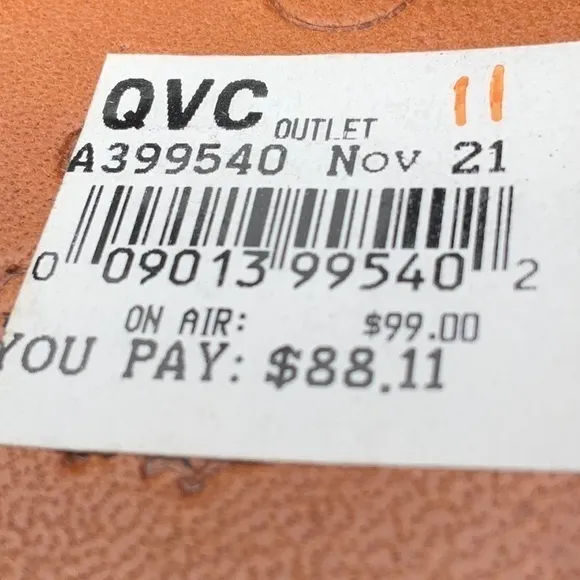 QVC OUTLET 11
A399540 Nov 21
0 09013 99540 2
ON AIR: $99.00
YOU PAY: $88.11